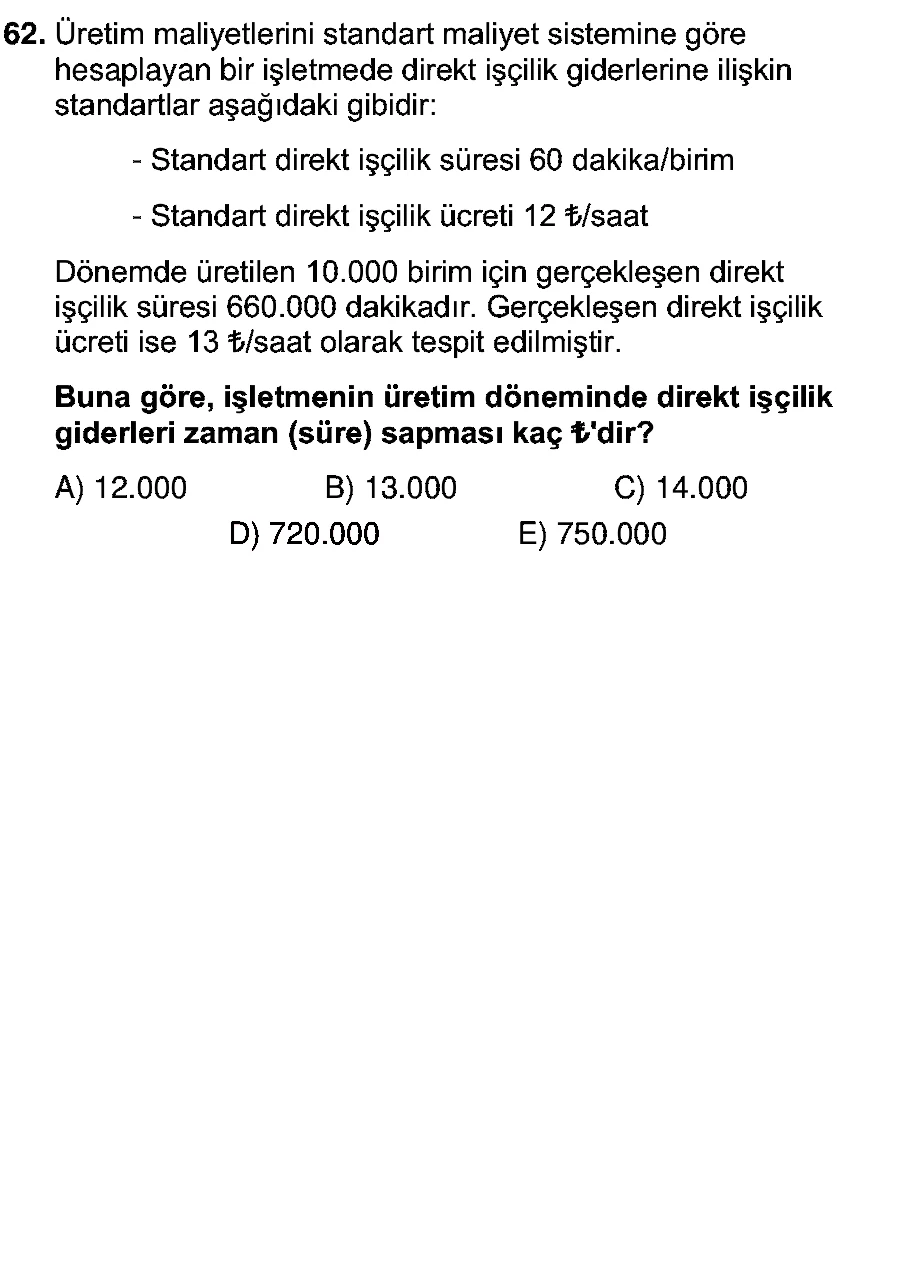 62. Üretim maliyetlerini standart maliyet sistemine göre
hesaplayan bir işletmede direkt işçilik giderlerine ilişkin
standartlar aşağıdaki gibidir:
- Standart direkt işçilik süresi 60 dakika/birim
- Standart direkt işçilik ücreti 12 ₺/saat
Dönemde üretilen 10.000 birim için gerçekleşen direkt
işçilik süresi 660.000 dakikadır. Gerçekleşen direkt işçilik
ücreti ise 13 ₺/saat olarak tespit edilmiştir.
Buna göre, işletmenin üretim döneminde direkt işçilik
giderleri zaman (süre) sapması kaç ₺'dir?
A) 12.000 B) 13.000 C) 14.000
D) 720.000 E) 750.000